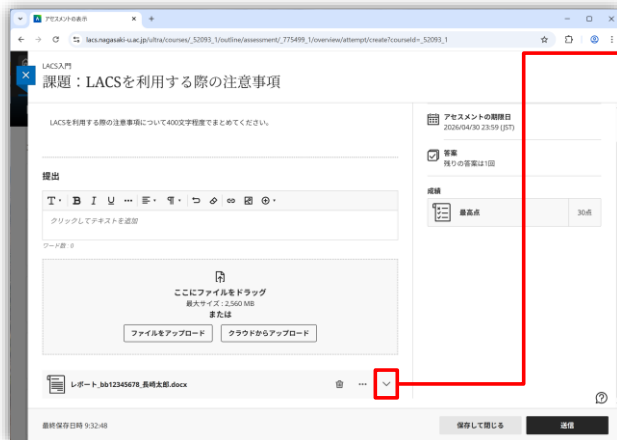 アセスメントの表示
lacs.nagasaki-u.ac.jp/ultra/courses/_52093_1/outline/assessment/_775499_1/overview/attempt/create?courseId=_52093_1
LACS入門
課題：LACSを利用する際の注意事項
LACSを利用する際の注意事項について400文字程度でまとめてください。
アセスメントの期限日
2026/04/30 23:59 (JST)
答案
残りの答案は1回
提出
成績
最高点
30点
クリックしてテキストを追加
ワード数：0
ここにファイルをドラッグ
最大サイズ：2,560 MB
または
ファイルをアップロード
クラウドからアップロード
レポート_bb12345678_長崎太郎.docx
最終保存日時 9:32:48
保存して閉じる
送信